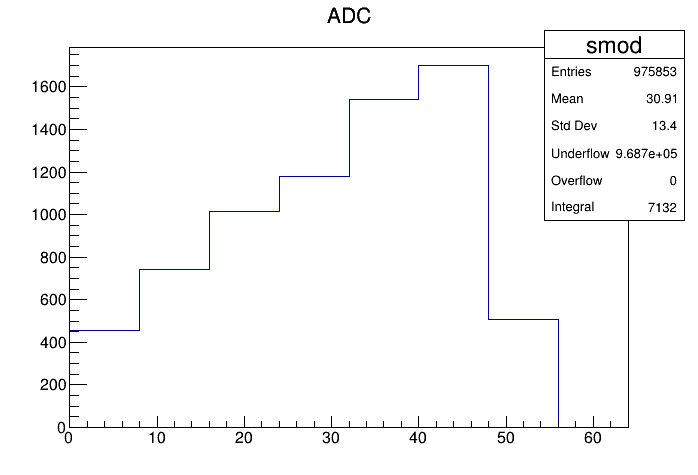 ADC
smod
Entries 975853
Mean 30.91
Std Dev 13.4
Underflow 9.687e+05
Overflow 0
Integral 7132
1600
1400
1200
1000
800
600
400
200
0
0 10 20 30 40 50 60